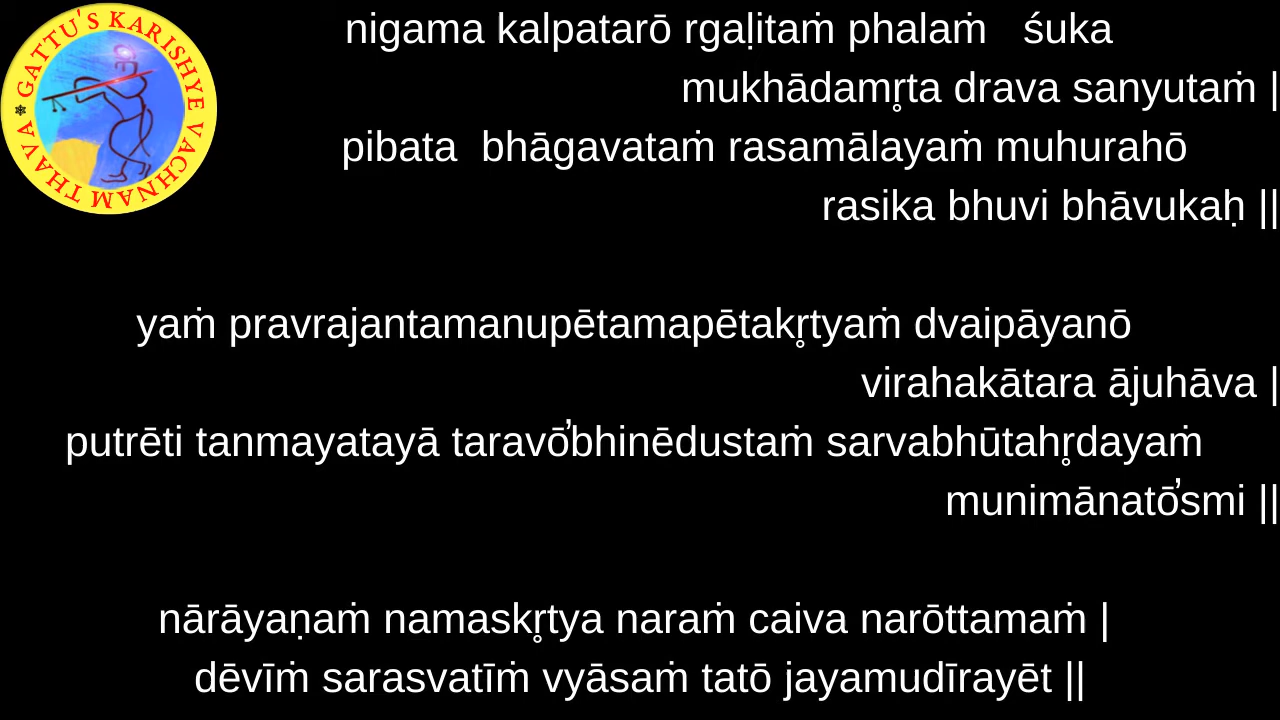 GATTU'S KARISHYE VACHNAM THAVA
nigama kalpatarō rgaḷitaṁ phalaṁ śuka
mukhādamr̥ta drava sanyutaṁ |
pibata bhāgavataṁ rasamālayaṁ muhurahō
rasika bhuvi bhāvukaḥ ||
yaṁ pravrajantamanupētamapētakr̥tyaṁ dvaipāyanō
virahakātara ājuhāva |
putrēti tanmayatayā taravō̕bhinēdustaṁ sarvabhūtahr̥dayaṁ
munimānatō̕smi ||
nārāyaṇaṁ namaskr̥tya naraṁ caiva narōttamaṁ |
dēvīṁ sarasvatīṁ vyāsaṁ tatō jayamudīrayēt ||